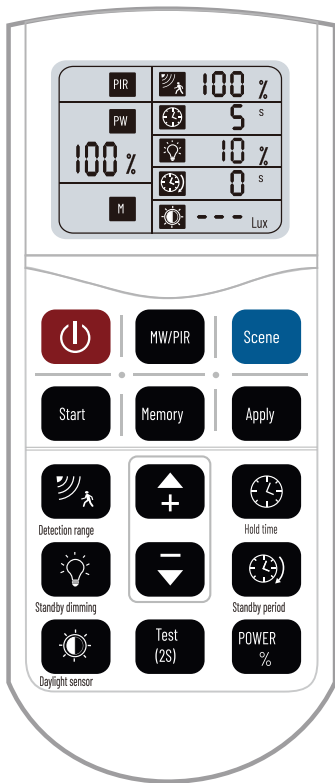 PIR
100 %
PW
5 s
100 %
10 %
0 s
M
--- Lux
MW/PIR
Scene
Start
Memory
Apply
Detection range
+
Hold time
−
Standby dimming
Standby period
Daylight sensor
Test
(2S)
POWER
%